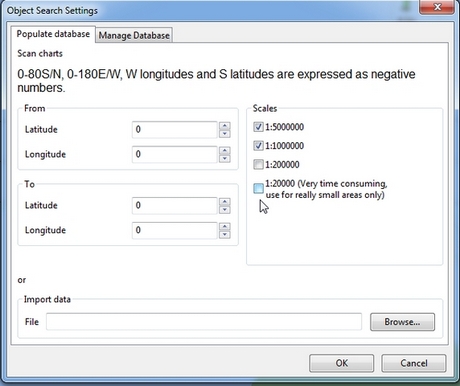 Object Search Settings
Populate database
Manage Database
Scan charts
0-80S/N, 0-180E/W, W longitudes and S latitudes are expressed as negative
numbers.
From
Latitude
0
Longitude
0
To
Latitude
0
Longitude
0
Scales
1:5000000
1:1000000
1:200000
1:20000 (Very time consuming,
use for really small areas only)
or
Import data
File
Browse...
OK
Cancel